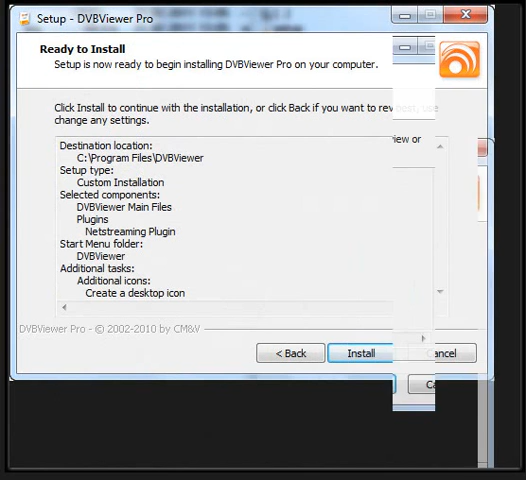 Setup - DVBViewer Pro
Ready to Install
Setup is now ready to begin installing DVBViewer Pro on your computer.
Click Install to continue with the installation, or click Back if you want to
change any settings.
view or
Destination location:
C:\Program Files\DVBViewer
Setup type:
Custom Installation
Selected components:
DVBViewer Main Files
Plugins
Netstreaming Plugin
Start Menu folder:
DVBViewer
Additional tasks:
Additional icons:
Create a desktop icon
DVBViewer Pro - © 2002-2010 by CM&V
< Back
Install
ancel
Ca